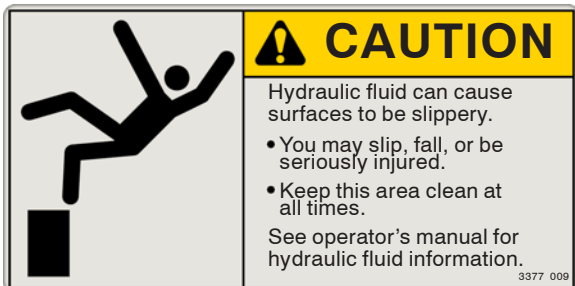 CAUTION
Hydraulic fluid can cause
surfaces to be slippery.
• You may slip, fall, or be
seriously injured.
• Keep this area clean at
all times.
See operator's manual for
hydraulic fluid information.
3377 009